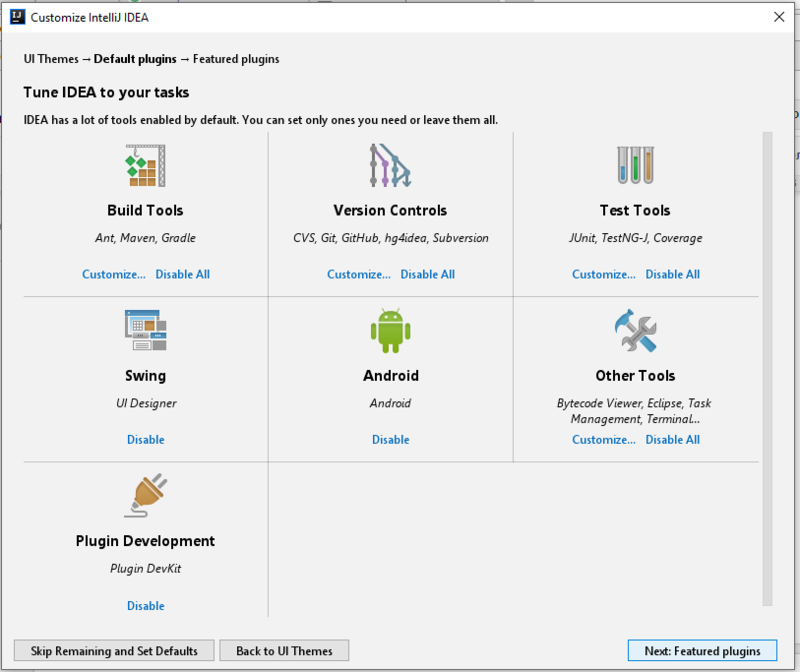 Customize IntelliJ IDEA
UI Themes → Default plugins → Featured plugins
Tune IDEA to your tasks
IDEA has a lot of tools enabled by default. You can set only ones you need or leave them all.
Build Tools
Ant, Maven, Gradle
Customize... Disable All
Version Controls
CVS, Git, GitHub, hg4idea, Subversion
Customize... Disable All
Test Tools
JUnit, TestNG-J, Coverage
Customize... Disable All
Swing
UI Designer
Disable
Android
Android
Disable
Other Tools
Bytecode Viewer, Eclipse, Task
Management, Terminal...
Customize... Disable All
Plugin Development
Plugin DevKit
Disable
Skip Remaining and Set Defaults
Back to UI Themes
Next: Featured plugins